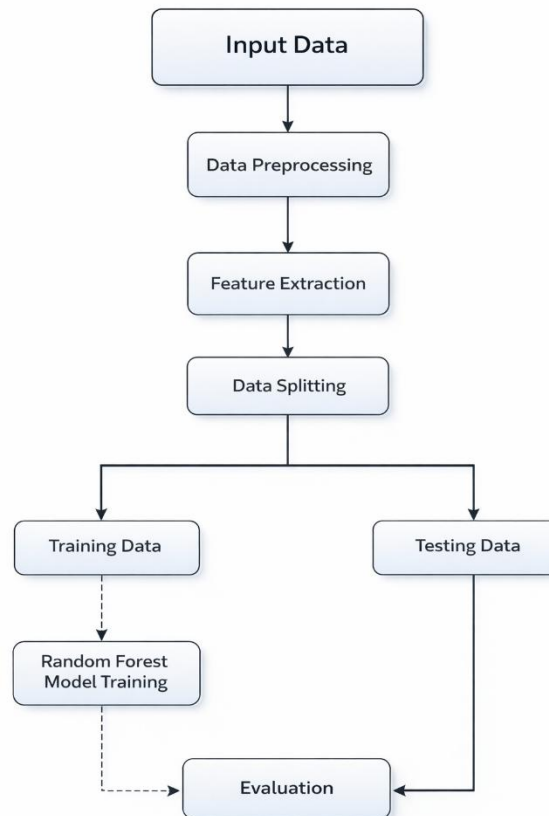 Input Data
Data Preprocessing
Feature Extraction
Data Splitting
Training Data
Testing Data
Random Forest
Model Training
Evaluation